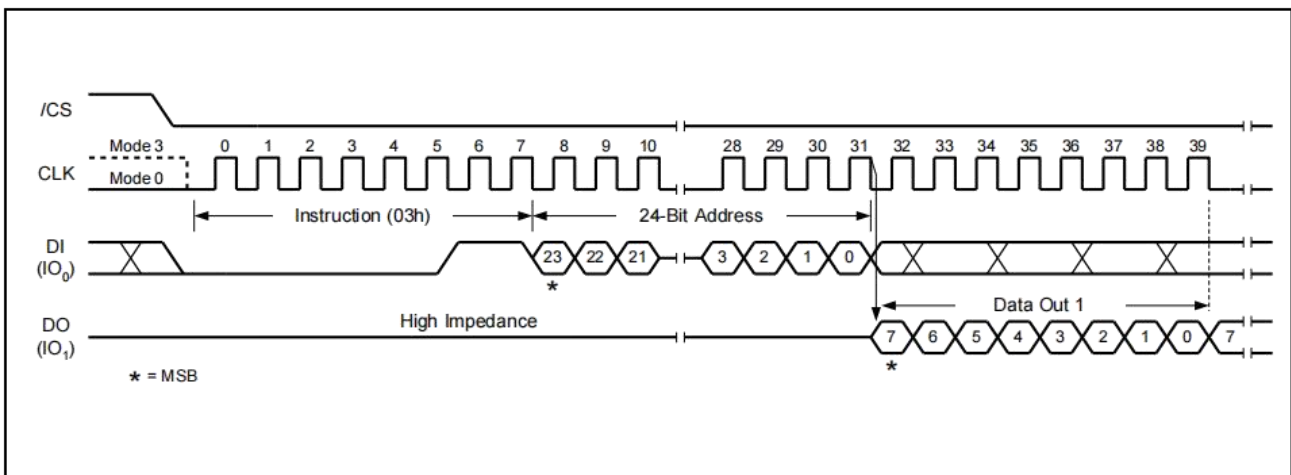 /CS
Mode 3
0 1 2 3 4 5 6 7 8 9 10 28 29 30 31 32 33 34 35 36 37 38 39
CLK
Mode 0
Instruction (03h) 24-Bit Address
DI
(IO0)
23 22 21 3 2 1 0
*
Data Out 1
High Impedance
DO
(IO1)
7 6 5 4 3 2 1 0 7
*
* = MSB